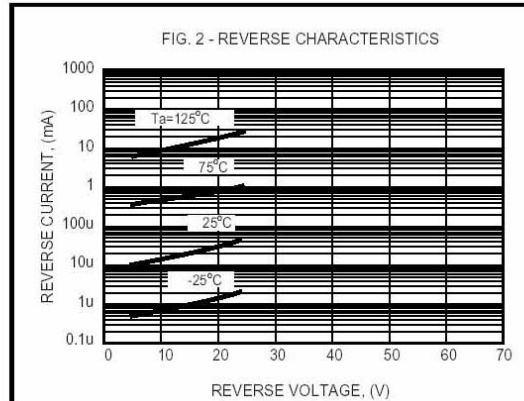 FIG. 2 - REVERSE CHARACTERISTICS
REVERSE CURRENT, (mA)
1000
100
10
1
100u
10u
1u
0.1u
Ta=125°C
75°C
25°C
-25°C
0 10 20 30 40 50 60 70
REVERSE VOLTAGE, (V)